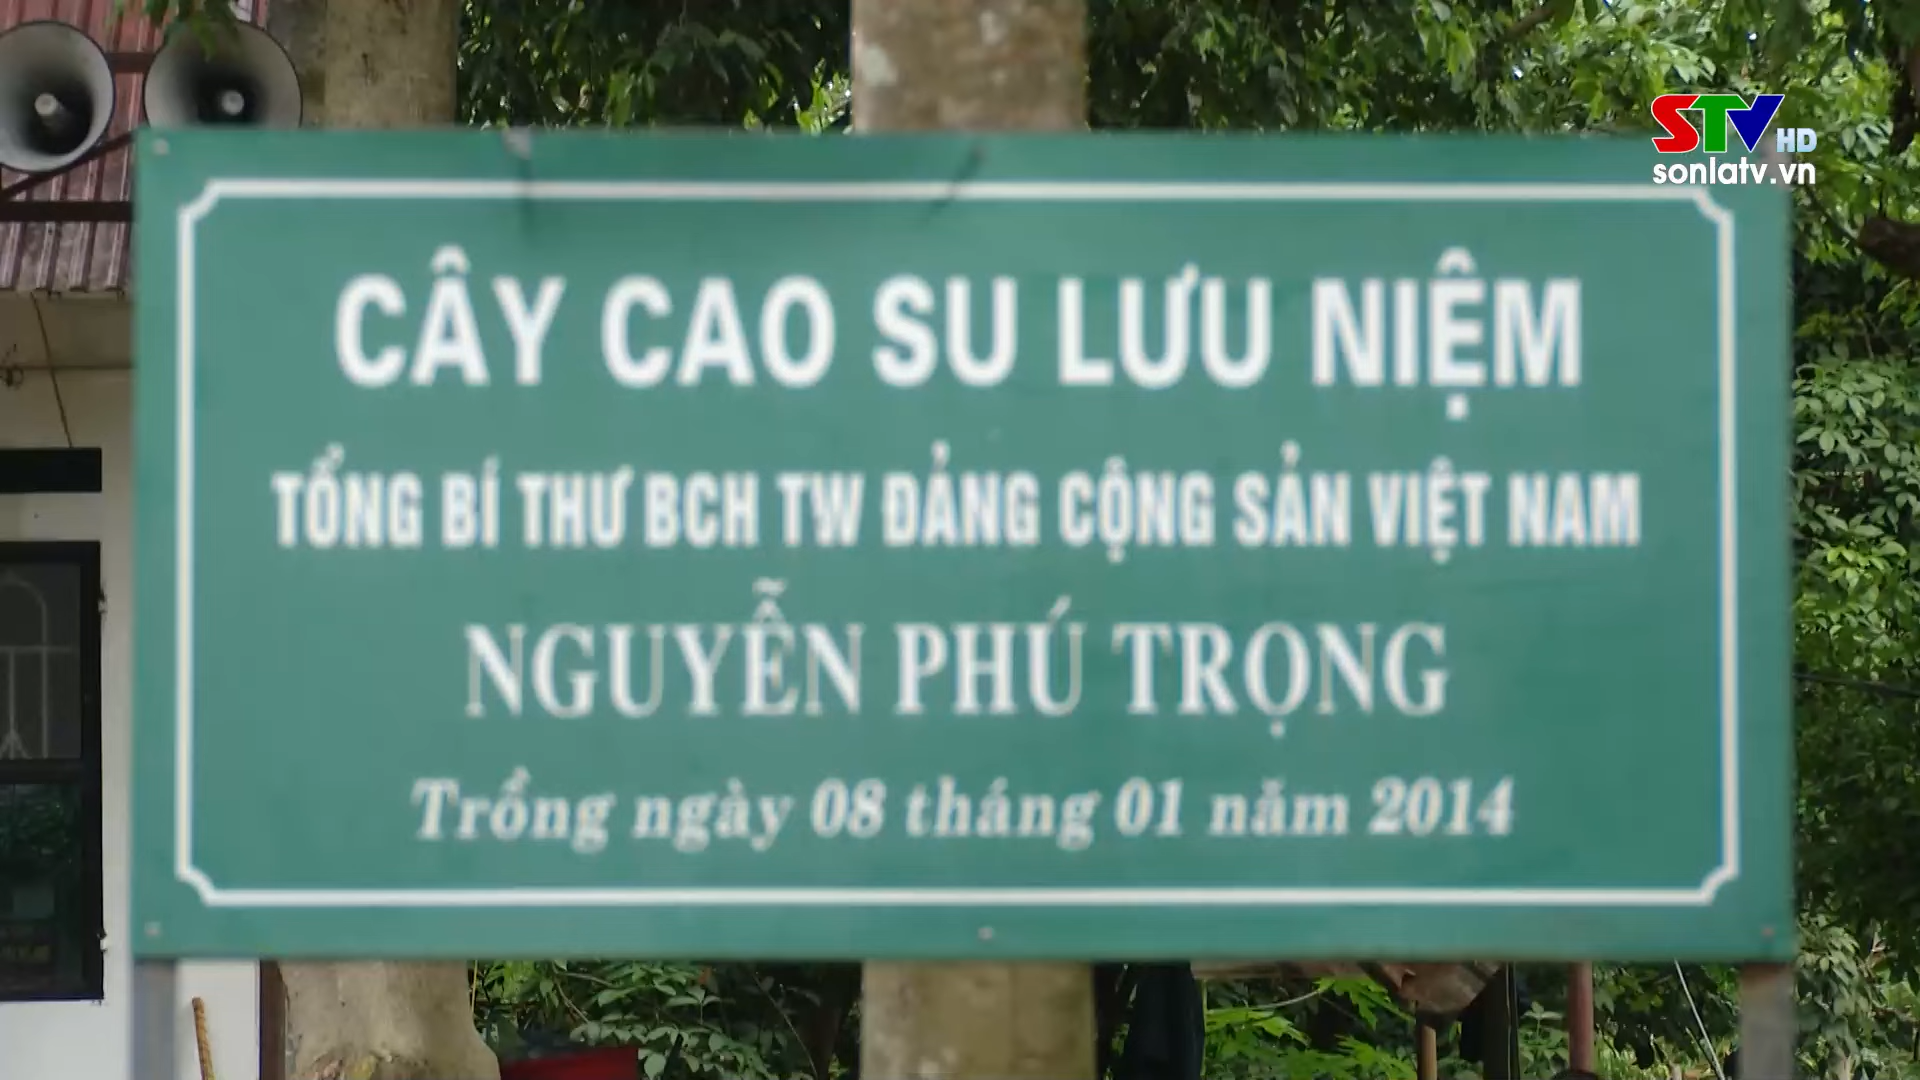 STV HD
sonlatv.vn
CÂY CAO SU LƯU NIỆM
TỔNG BÍ THƯ BCH TW ĐẢNG CỘNG SẢN VIỆT NAM
NGUYỄN PHÚ TRỌNG
Trồng ngày 08 tháng 01 năm 2014